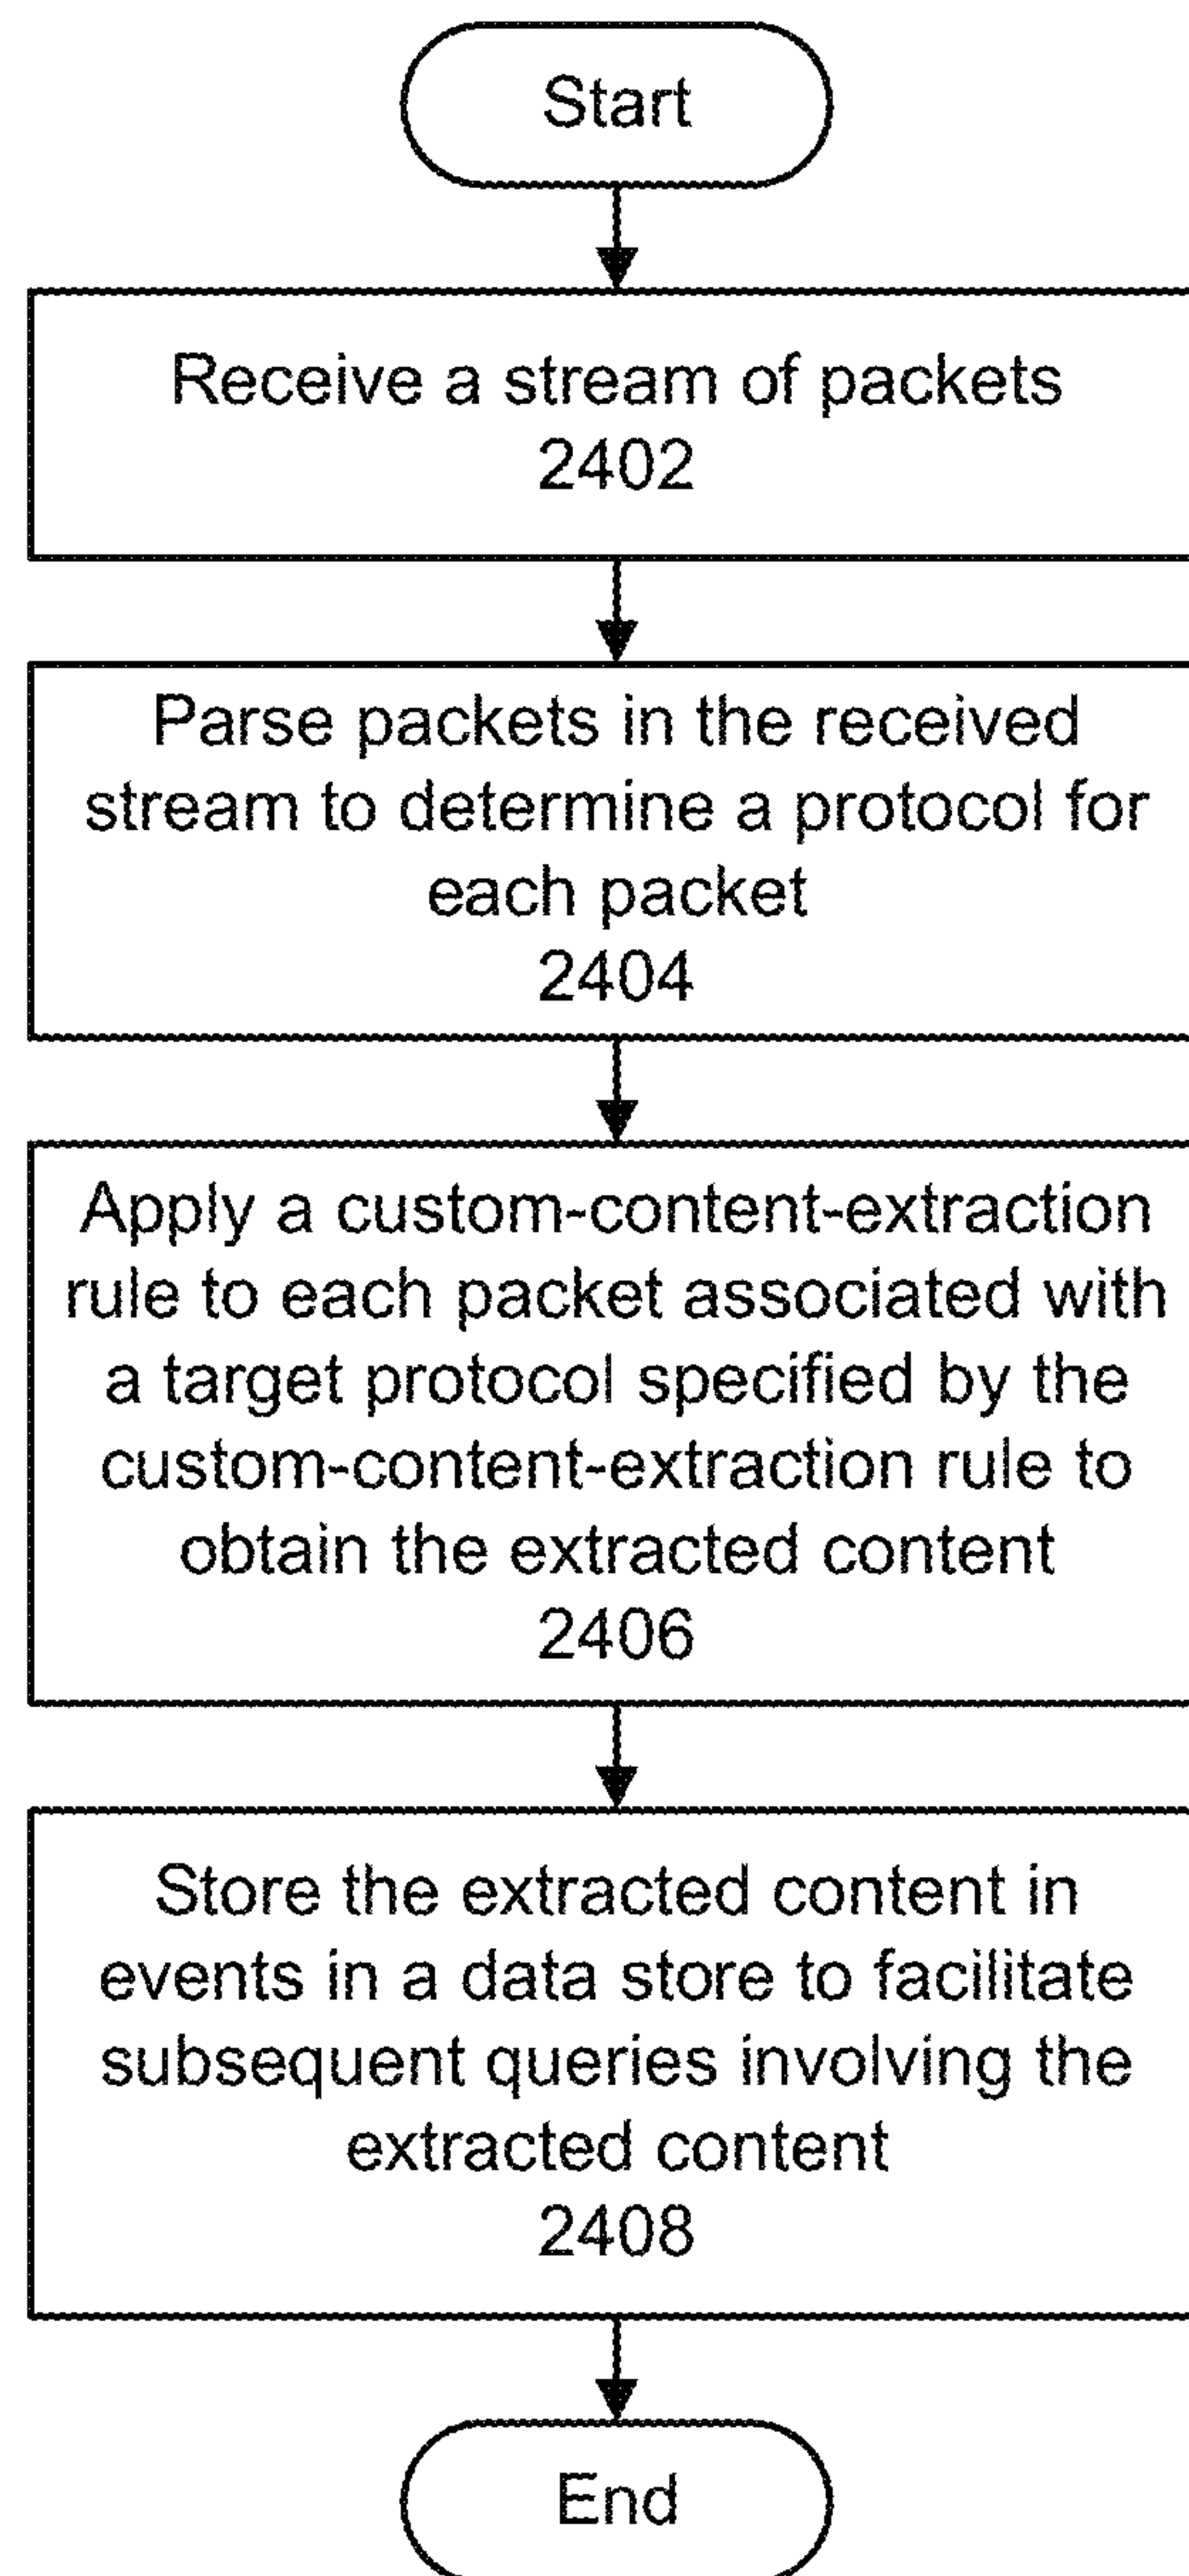 Start
Receive a stream of packets
2402
Parse packets in the received
stream to determine a protocol for
each packet
2404
Apply a custom-content-extraction
rule to each packet associated with
a target protocol specified by the
custom-content-extraction rule to
obtain the extracted content
2406
Store the extracted content in
events in a data store to facilitate
subsequent queries involving the
extracted content
2408
End